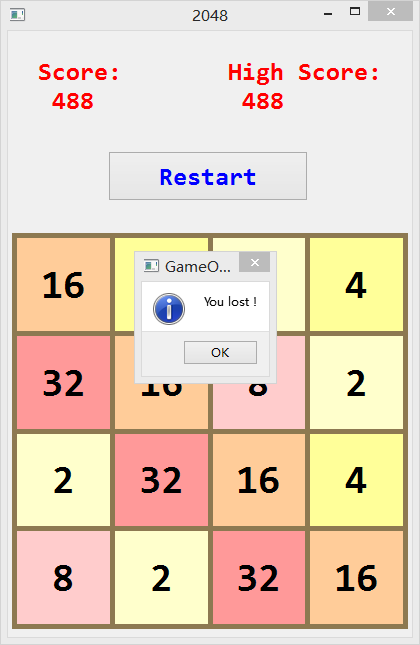 2048
Score:
488
High Score:
488
Restart
16
4
GameO...
You lost !
OK
32
16
8
2
2
32
16
4
8
2
32
16